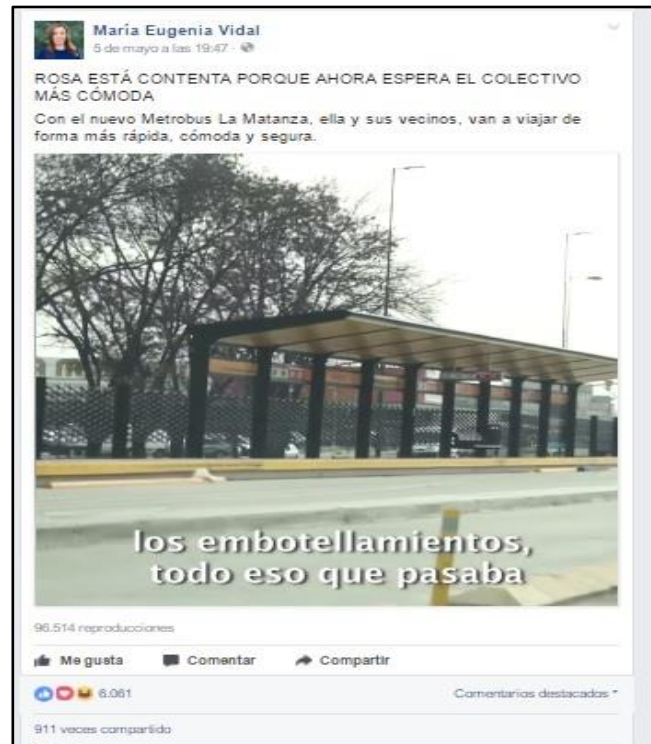 María Eugenia Vidal
5 de mayo a las 19:47 ·
ROSA ESTÁ CONTENTA PORQUE AHORA ESPERA EL COLECTIVO
MÁS CÓMODA
Con el nuevo Metrobus La Matanza, ella y sus vecinos, van a viajar de
forma más rápida, cómoda y segura.
los embotellamientos,
todo eso que pasaba
96.514 reproducciones
Me gusta Comentar Compartir
6.061 Comentarios destacados
911 veces compartido